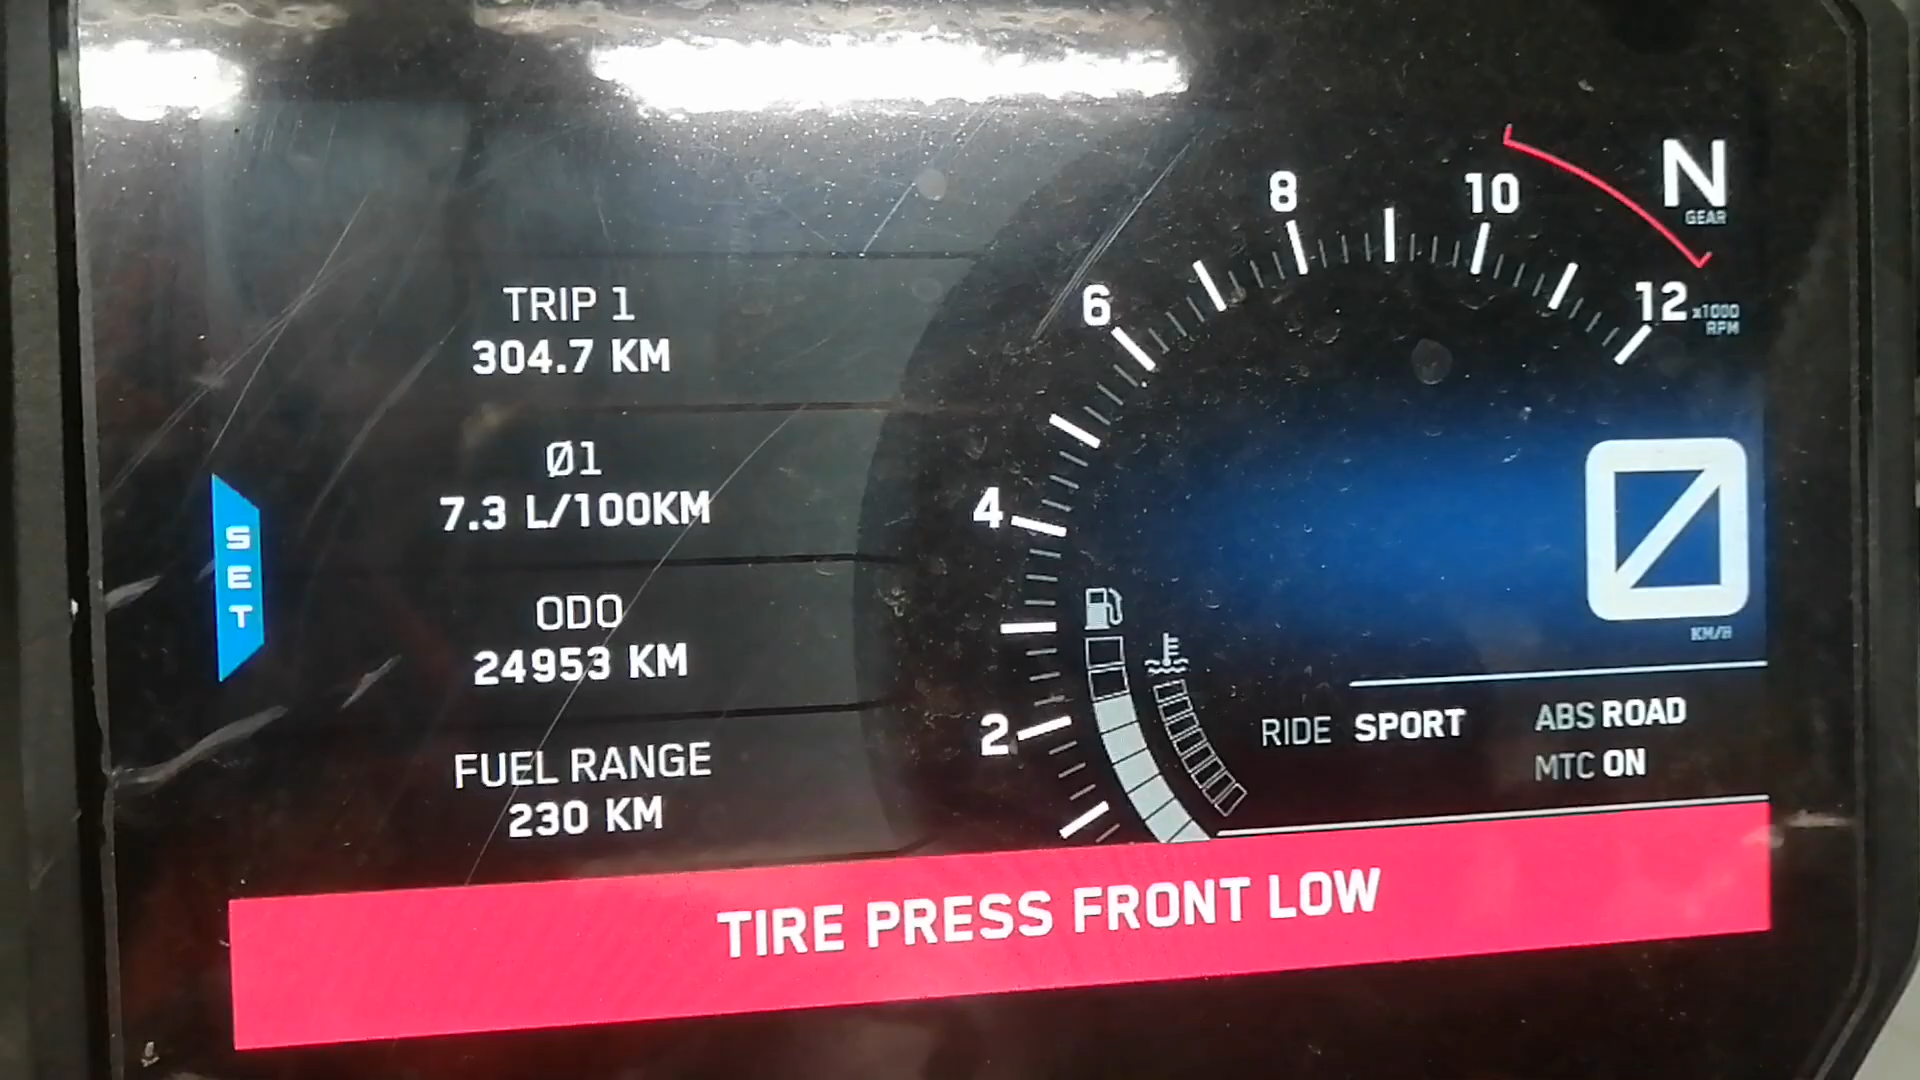 TRIP 1
304.7 KM
Ø1
7.3 L/100KM
ODO
24953 KM
FUEL RANGE
230 KM
SET
2
4
6
8
10
12
x1000
RPM
N
GEAR
0
KM/H
RIDE SPORT
ABS ROAD
MTC ON
TIRE PRESS FRONT LOW